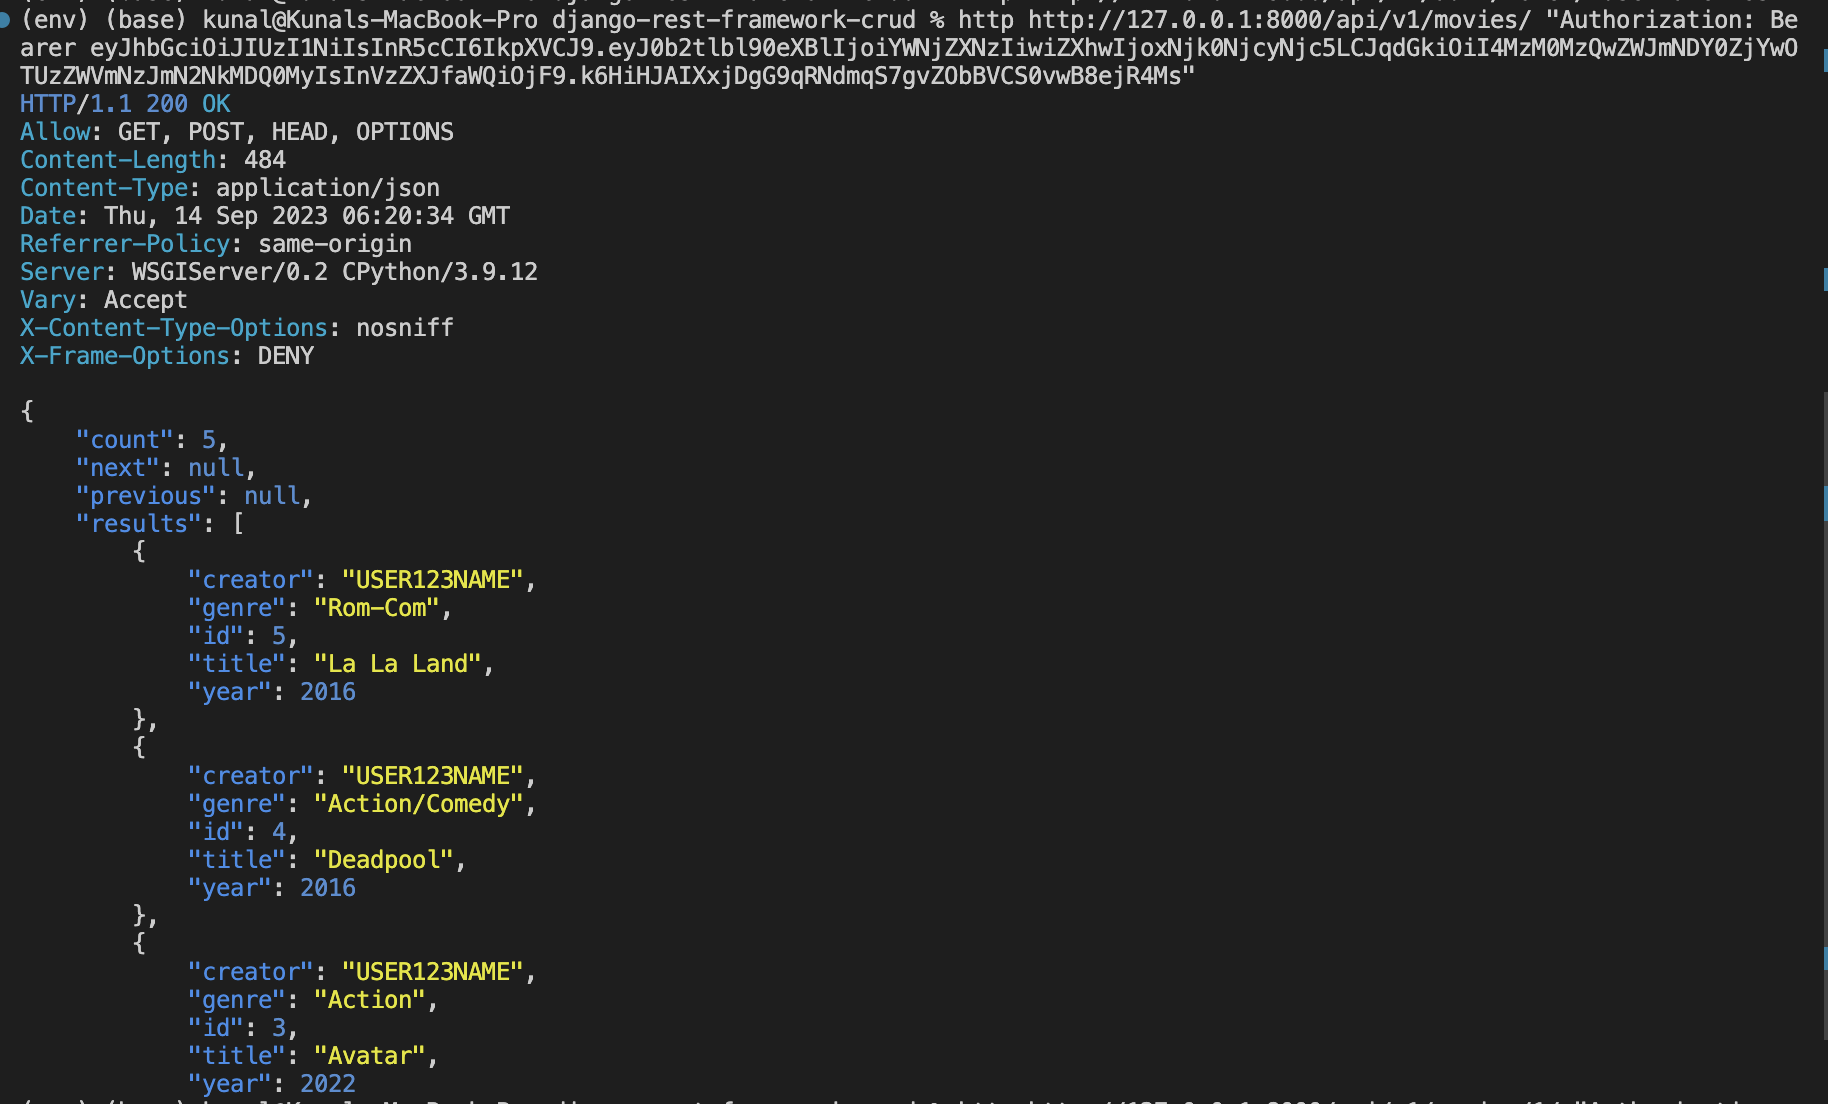 (env) (base) kunal@Kunals-MacBook-Pro django-rest-framework-crud % http http://127.0.0.1:8000/api/v1/movies/ "Authorization: Be
arer eyJhbGciOiJIUzI1NiIsInR5cCI6IkpXVCJ9.eyJ0b2tlbl90eXBlIjoiYWNjZXNzIiwiZXhwIjoxNjk0NjcyNjc5LCJqdGkiOiI4MzM0MzQwZWJmNDY0ZjYwO
TUzZWVmNzJmN2NkMDQ0MyIsInVzZXJfaWQiOjF9.k6HiHJAIXxjDgG9qRNdmqS7gvZObBVCS0vwB8ejR4Ms"
HTTP/1.1 200 OK
Allow: GET, POST, HEAD, OPTIONS
Content-Length: 484
Content-Type: application/json
Date: Thu, 14 Sep 2023 06:20:34 GMT
Referrer-Policy: same-origin
Server: WSGIServer/0.2 CPython/3.9.12
Vary: Accept
X-Content-Type-Options: nosniff
X-Frame-Options: DENY
{
"count": 5,
"next": null,
"previous": null,
"results": [
{
"creator": "USER123NAME",
"genre": "Rom-Com",
"id": 5,
"title": "La La Land",
"year": 2016
},
{
"creator": "USER123NAME",
"genre": "Action/Comedy",
"id": 4,
"title": "Deadpool",
"year": 2016
},
{
"creator": "USER123NAME",
"genre": "Action",
"id": 3,
"title": "Avatar",
"year": 2022